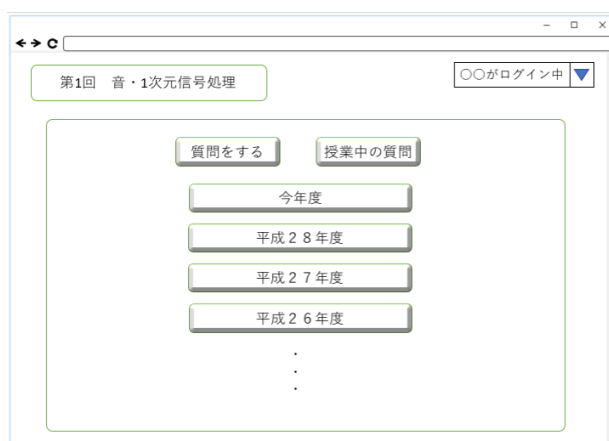 第1回　音・1次元信号処理
〇〇がログイン中
質問をする
授業中の質問
今年度
平成２８年度
平成２７年度
平成２６年度
・
・
・